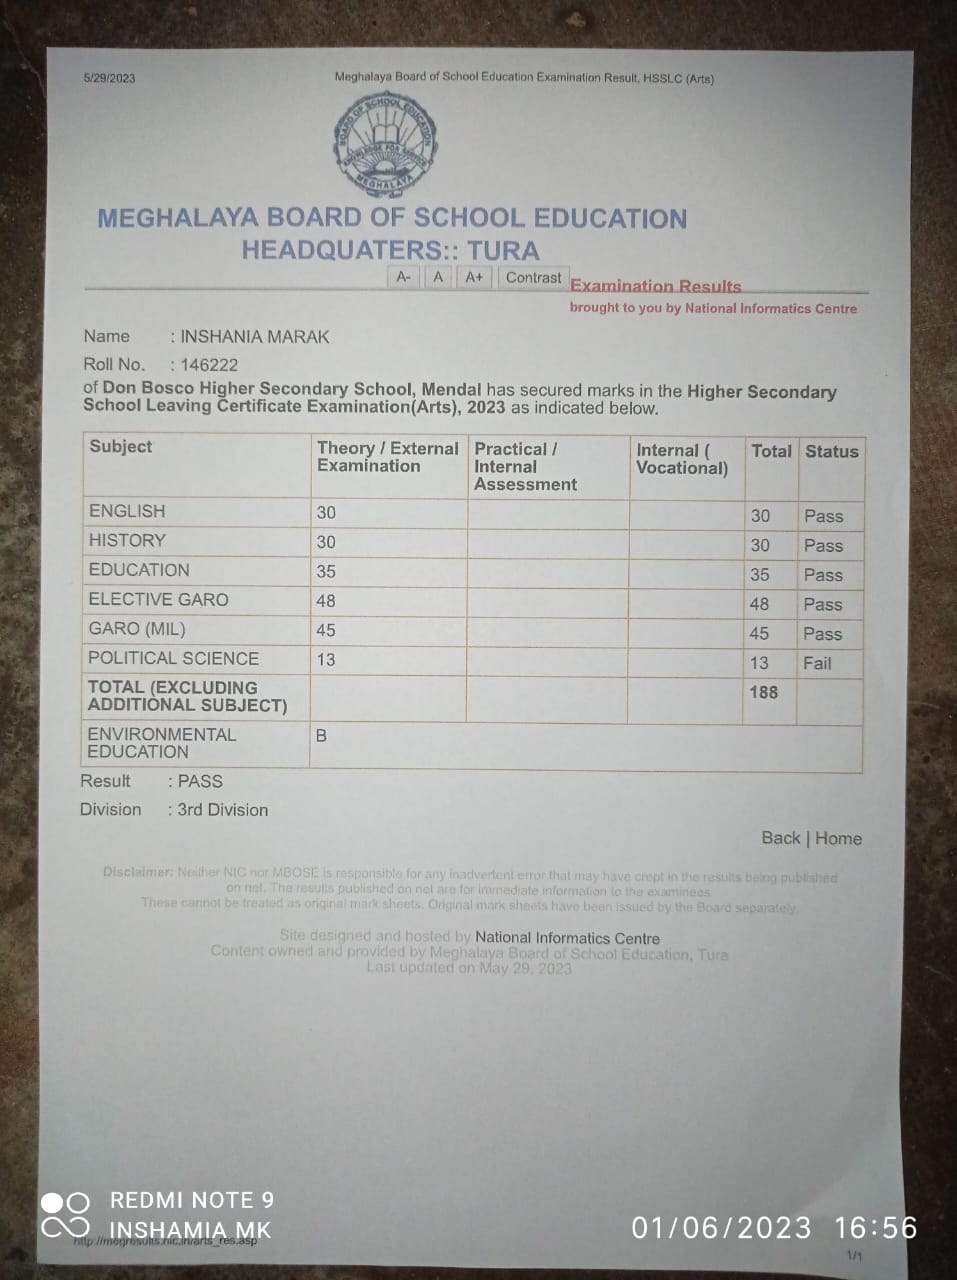 5/29/2023 Meghalaya Board of School Education Examination Result, HSSLC (Arts)
BOARD OF SCHOOL EDUCATION
KNOWLEDGE FOR SERVICE
MEGHALAYA
MEGHALAYA BOARD OF SCHOOL EDUCATION
HEADQUATERS:: TURA
A- A A+ Contrast
Examination Results
brought to you by National Informatics Centre
Name : INSHANIA MARAK
Roll No. : 146222
of Don Bosco Higher Secondary School, Mendal has secured marks in the Higher Secondary
School Leaving Certificate Examination(Arts), 2023 as indicated below.
Subject Theory / External Practical / Internal ( Total Status
Examination Internal Vocational)
Assessment
ENGLISH 30 30 Pass
HISTORY 30 30 Pass
EDUCATION 35 35 Pass
ELECTIVE GARO 48 48 Pass
GARO (MIL) 45 45 Pass
POLITICAL SCIENCE 13 13 Fail
TOTAL (EXCLUDING 188
ADDITIONAL SUBJECT)
ENVIRONMENTAL B
EDUCATION
Result : PASS
Division : 3rd Division
Back | Home
Disclaimer: Neither NIC nor MBOSE is responsible for any inadvertent error that may have crept in the results being published
on net. The results published on net are for immediate information to the examinees.
These cannot be treated as original mark sheets. Original mark sheets have been issued by the Board separately.
Site designed and hosted by National Informatics Centre
Content owned and provided by Meghalaya Board of School Education, Tura
Last updated on May 29, 2023
REDMI NOTE 9
INSHAMIA MK
01/06/2023 16:56
http://megresults.nic.in/arts_res.asp
1/1